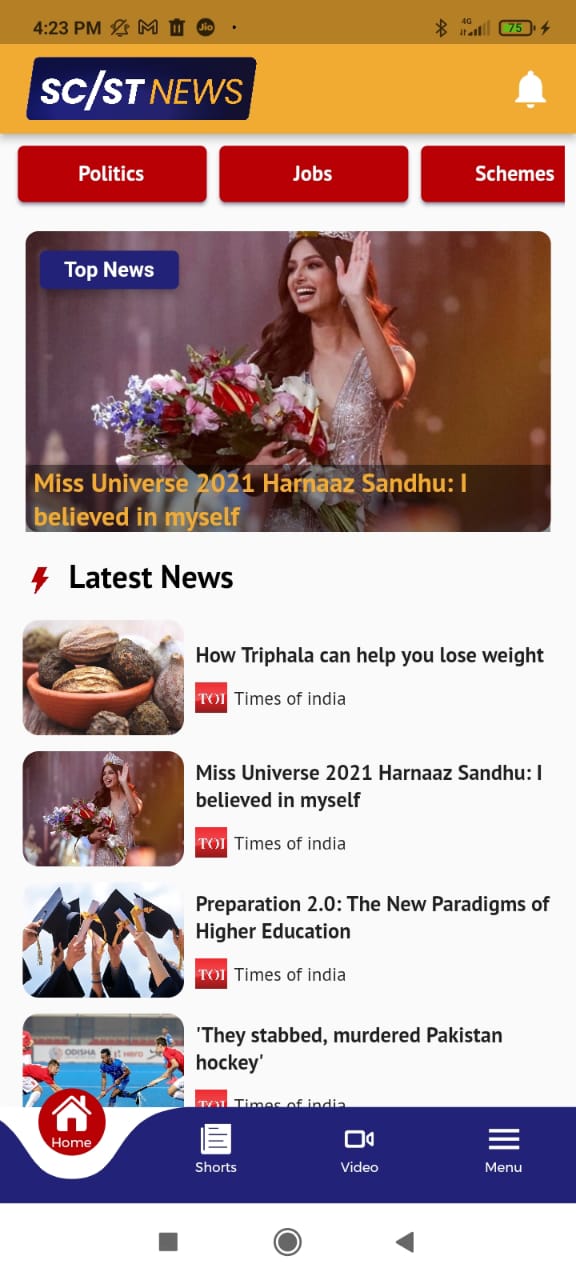 4:23 PM
Jio
4G
75
SC/ST NEWS
Politics
Jobs
Schemes
Top News
Miss Universe 2021 Harnaaz Sandhu: I
believed in myself
Latest News
How Triphala can help you lose weight
TOI Times of india
Miss Universe 2021 Harnaaz Sandhu: I
believed in myself
TOI Times of india
Preparation 2.0: The New Paradigms of
Higher Education
TOI Times of india
'They stabbed, murdered Pakistan
hockey'
ODISHA
hero
TOI Times of india
Home
Shorts
Video
Menu